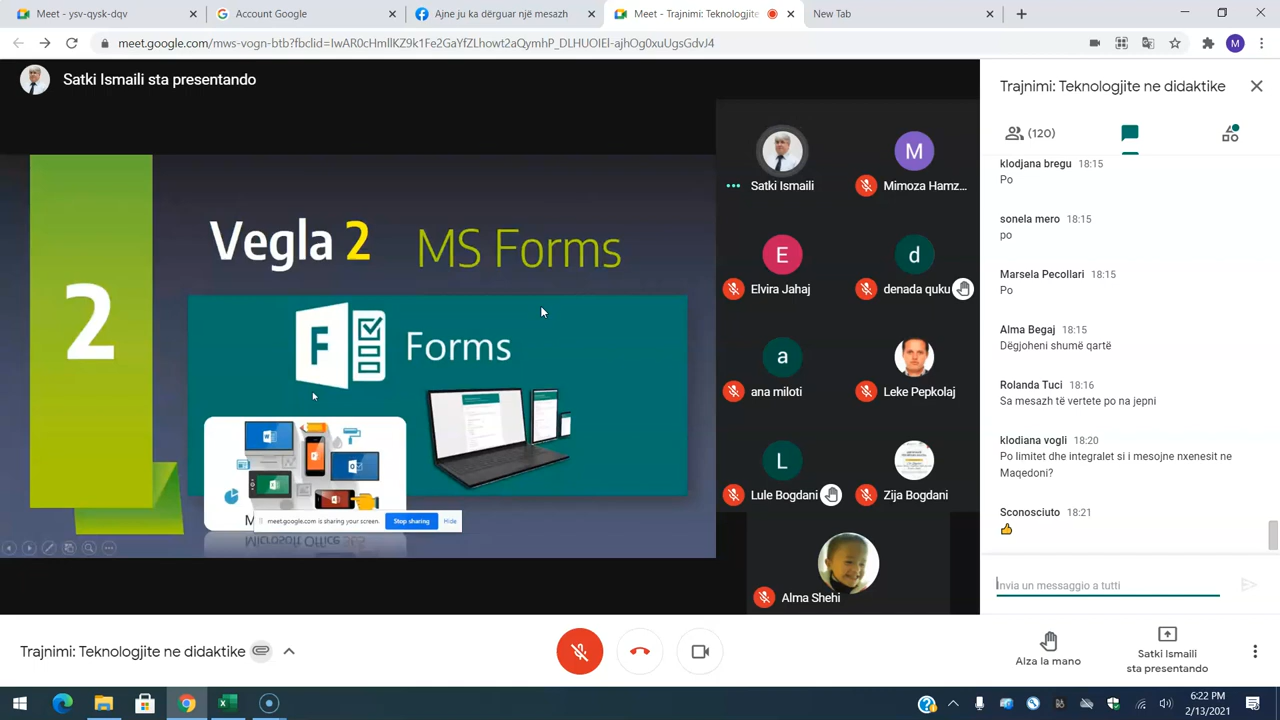 Meet - ysv-qysk-dqv
Account Google
Ajne ju ka dërguar një mesazh
Meet - Trajnimi: Teknologjitë
New Tab
meet.google.com/mws-vogn-btb?fbclid=IwAR0cHmllKZ9k1Fe2GaYfZLhowt2aQymhP_DLHUOIEl-ajhOg0xuUgsGdvJ4
M
Satki Ismaili sta presentando
2
Vegla 2 MS Forms
F
Forms
meet.google.com is sharing your screen.
Stop sharing
Hide
Microsoft Office 365
Satki Ismaili
M
Mimoza Hamz...
E
Elvira Jahaj
d
denada quku
a
ana miloti
Leke Pepkolaj
L
Lule Bogdani
Zija Bogdani
Alma Shehi
Trajnimi: Teknologjite ne didaktike
(120)
klodjana bregu 18:15
Po
sonela mero 18:15
po
Marsela Pecollari 18:15
Po
Alma Begaj 18:15
Dëgjoheni shumë qartë
Rolanda Tuci 18:16
Sa mesazh të vertete po na jepni
klodiana vogli 18:20
Po limitet dhe integralet si i mesojne nxenesit ne
Maqedoni?
Sconosciuto 18:21
👍
Invia un messaggio a tutti
Trajnimi: Teknologjite ne didaktike
Alza la mano
Satki Ismaili
sta presentando
6:22 PM
2/13/2021